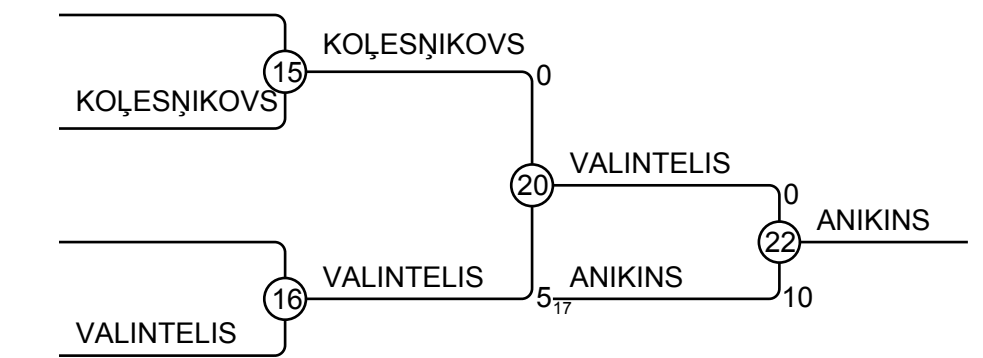 KOĻESŅIKOVS
15
0
KOĻESŅIKOVS
20
VALINTELIS
0
ANIKINS
22
VALINTELIS
5
17
ANIKINS
10
16
VALINTELIS